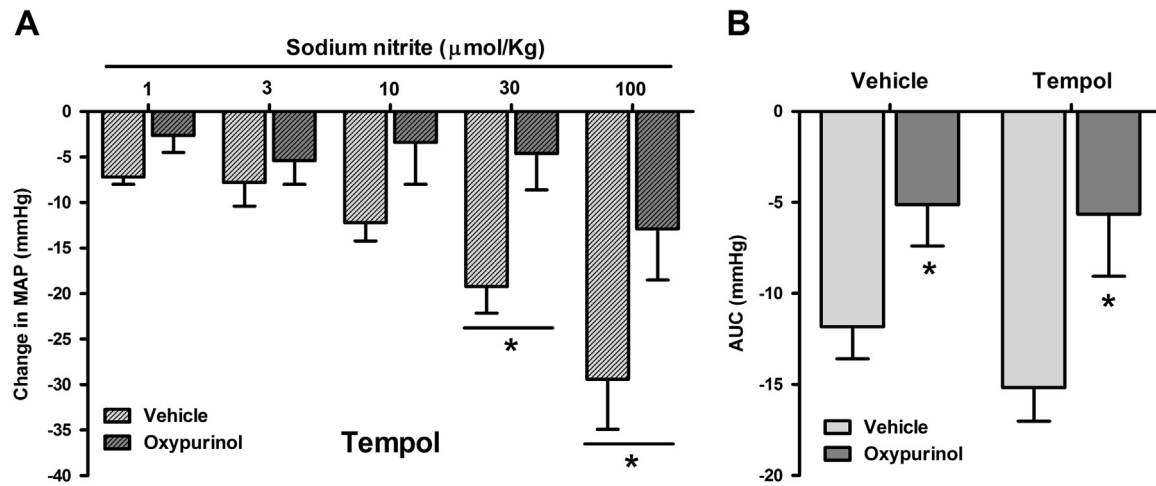 A
Sodium nitrite (μmol/Kg)
1 3 10 30 100
0
-5
-10
-15
-20
-25
-30
-35
-40
Change in MAP (mmHg)
* *
Vehicle
Oxypurinol
Tempol
B
Vehicle Tempol
0
-5
-10
-15
-20
AUC (mmHg)
* *
Vehicle
Oxypurinol